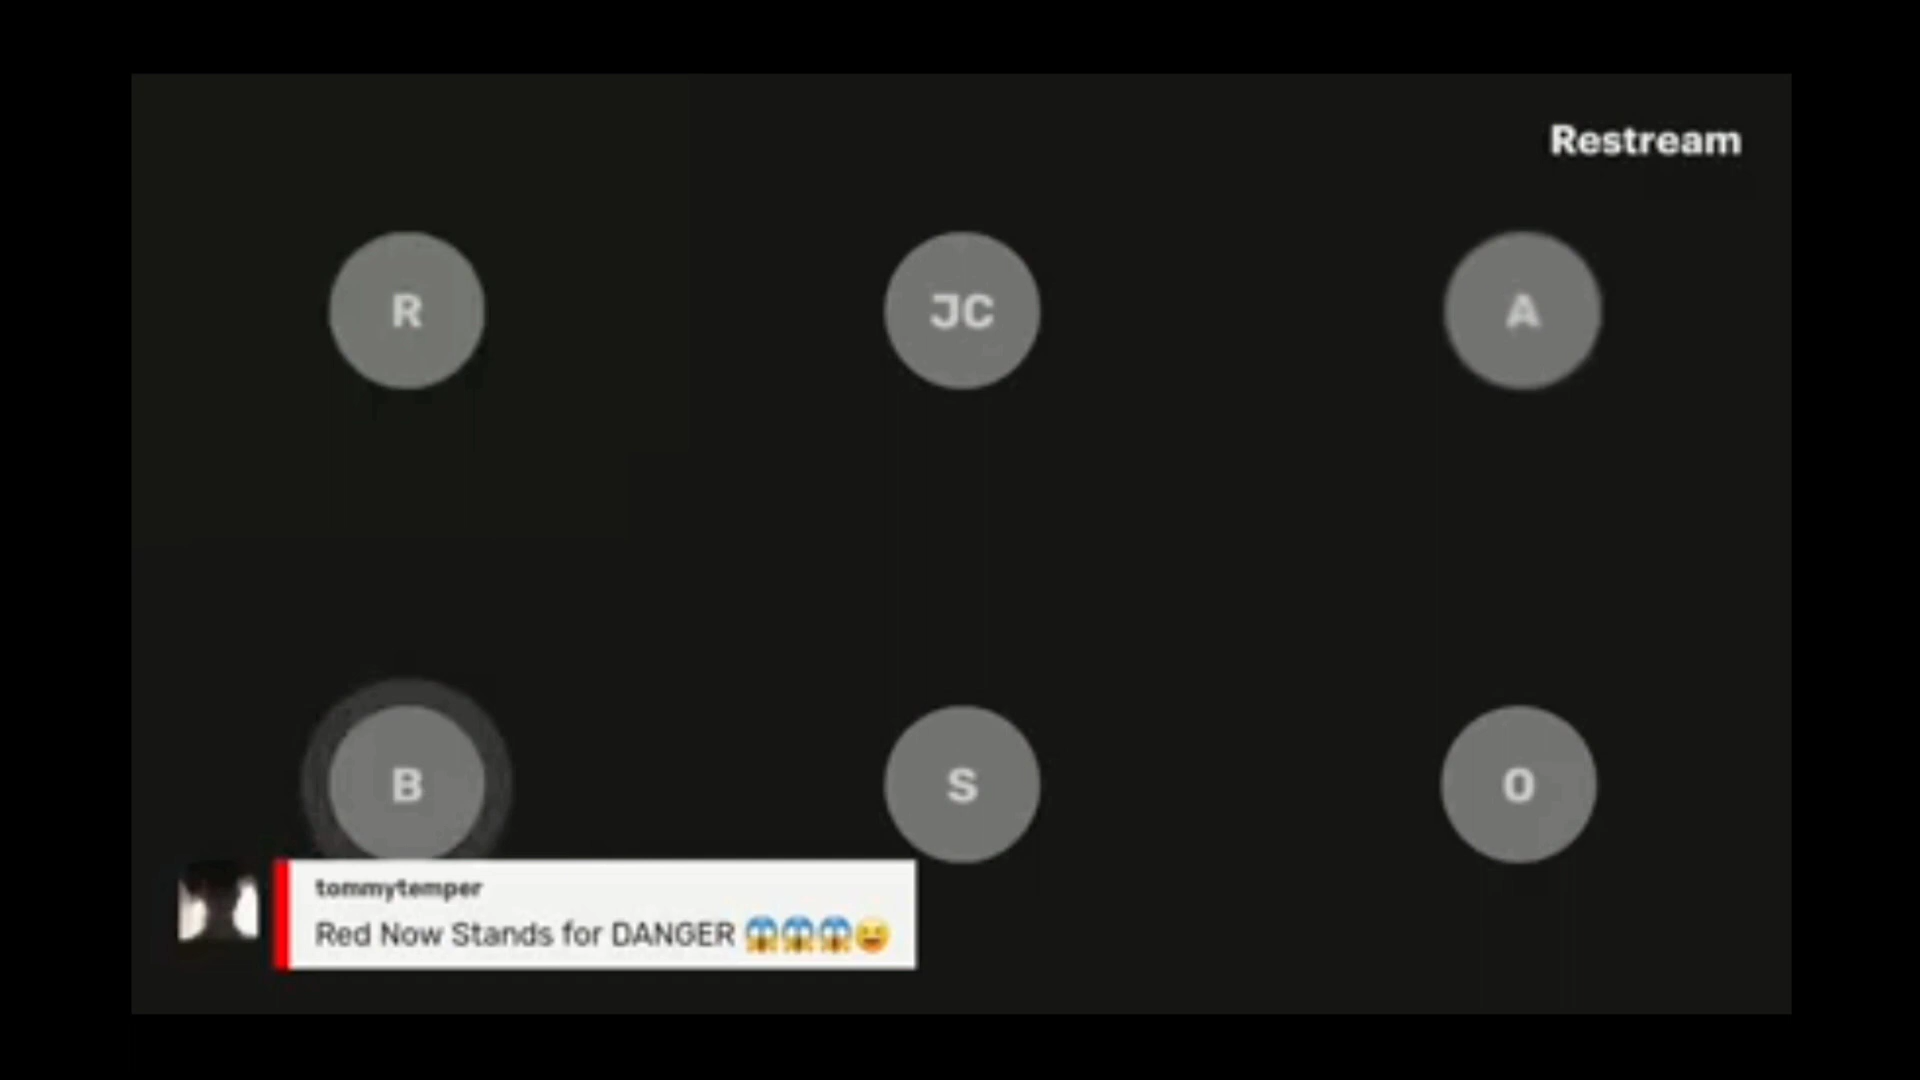 Restream
R
JC
A
B
S
O
tommytemper
Red Now Stands for DANGER 😱😱😱😄